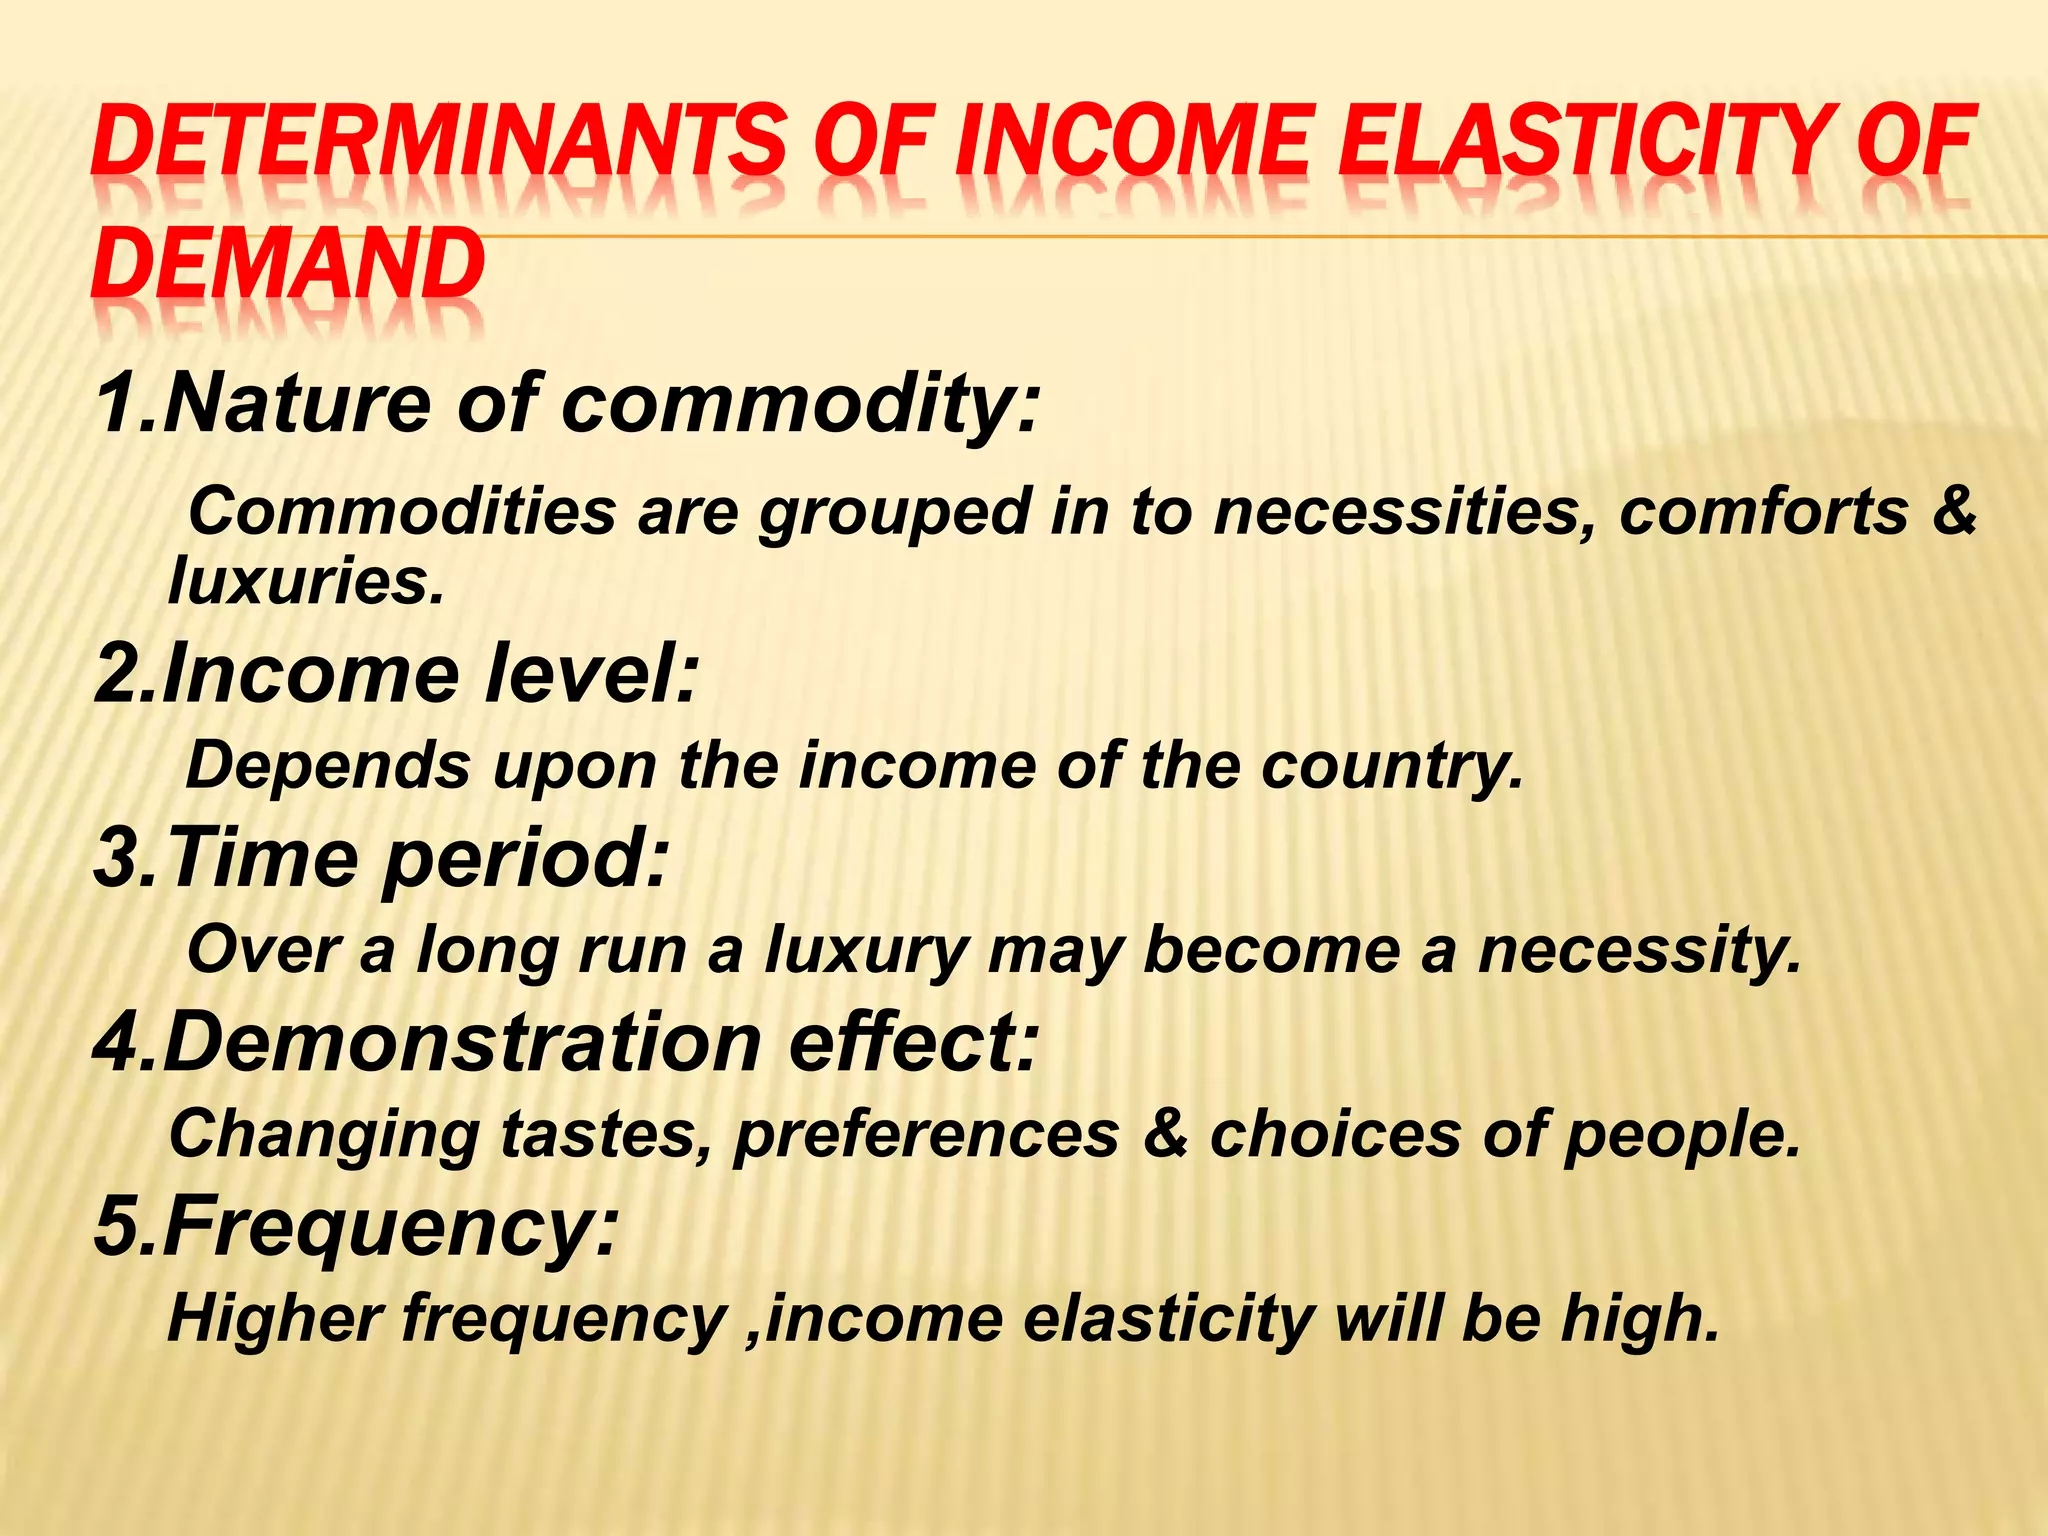 DETERMINANTS OF INCOME ELASTICITY OF
DEMAND
1.Nature of commodity:
Commodities are grouped in to necessities, comforts &
luxuries.
2.Income level:
Depends upon the income of the country.
3.Time period:
Over a long run a luxury may become a necessity.
4.Demonstration effect:
Changing tastes, preferences & choices of people.
5.Frequency:
Higher frequency ,income elasticity will be high.